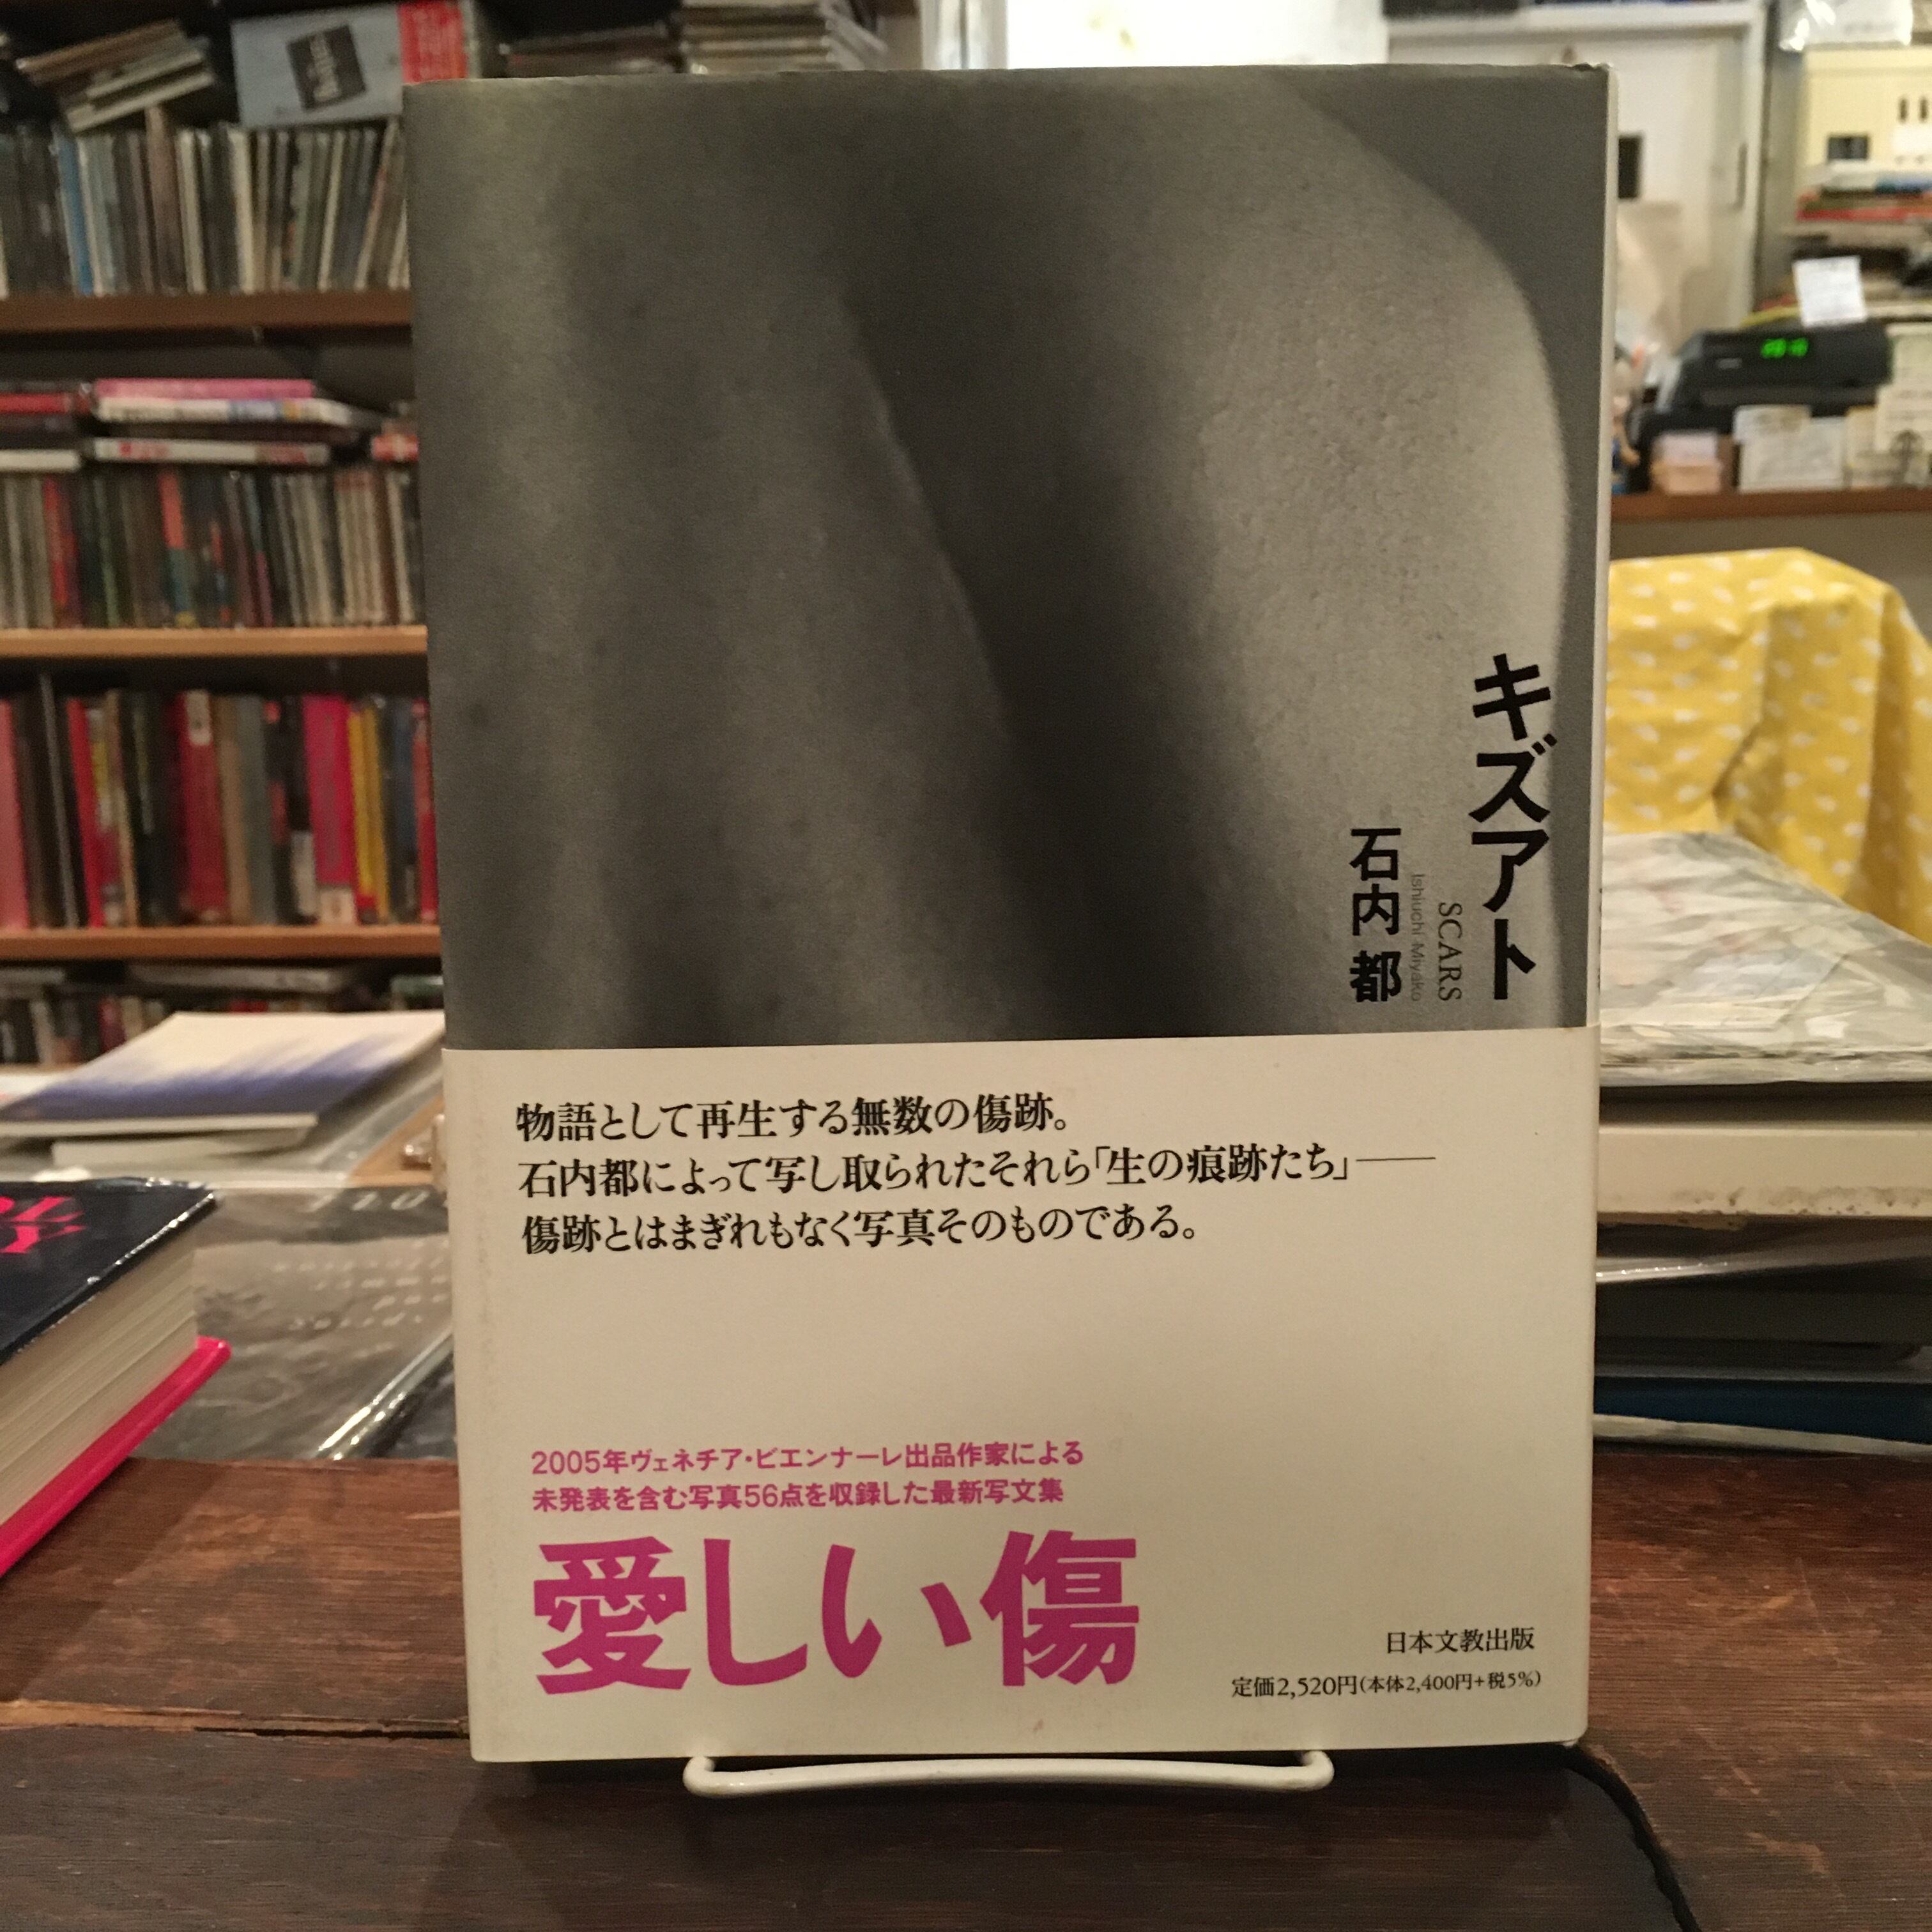 キズアト
SCARS
Ishiuchi Miyako
石内 都
物語として再生する無数の傷跡。
石内都によって写し取られたそれら「生の痕跡たち」——
傷跡とはまぎれもなく写真そのものである。
2005年ヴェネチア・ビエンナーレ出品作家による
未発表を含む写真56点を収録した最新写文集
愛しい傷
日本文教出版
定価2,520円(本体2,400円+税5%)